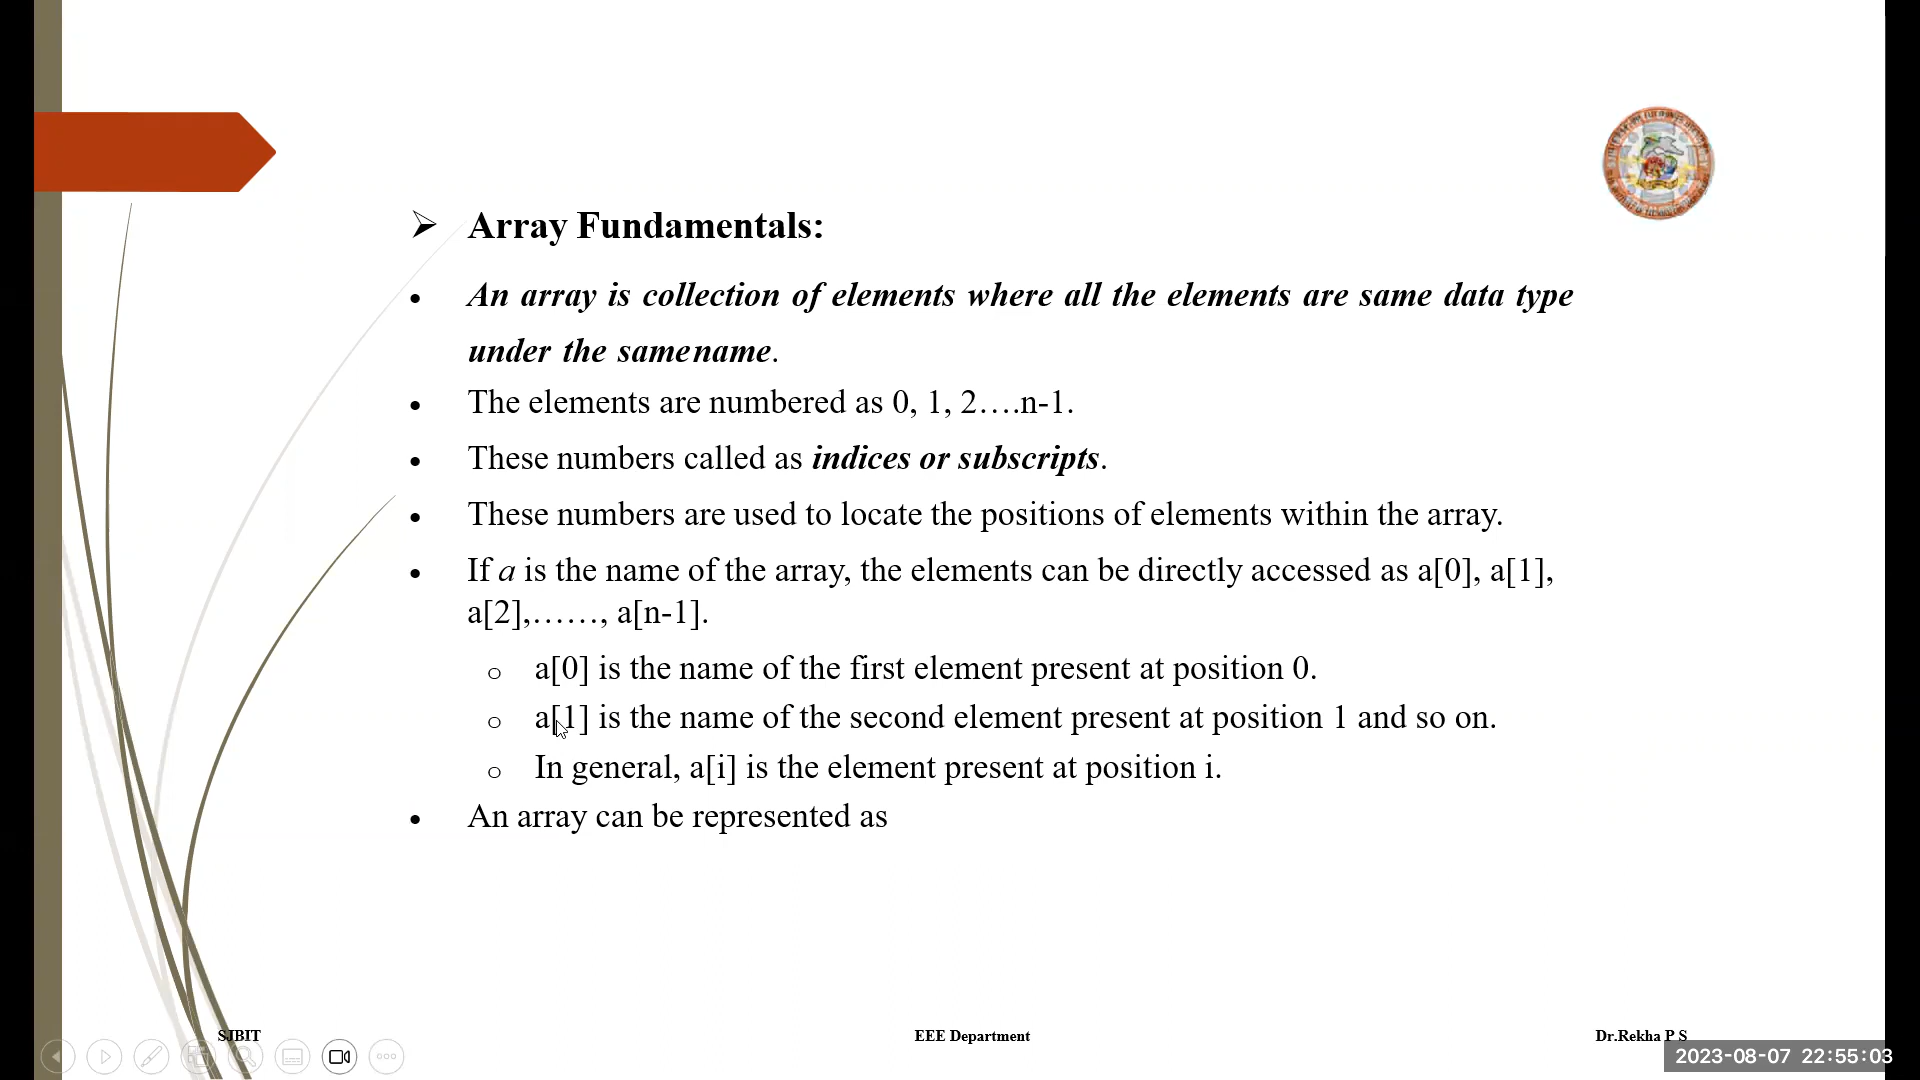 Array Fundamentals:
An array is collection of elements where all the elements are same data type
under the samename.
The elements are numbered as 0, 1, 2….n-1.
These numbers called as indices or subscripts.
These numbers are used to locate the positions of elements within the array.
If a is the name of the array, the elements can be directly accessed as a[0], a[1],
a[2],……, a[n-1].
a[0] is the name of the first element present at position 0.
a[1] is the name of the second element present at position 1 and so on.
In general, a[i] is the element present at position i.
An array can be represented as
SJBIT
EEE Department
Dr.Rekha P S
2023-08-07 22:55:03